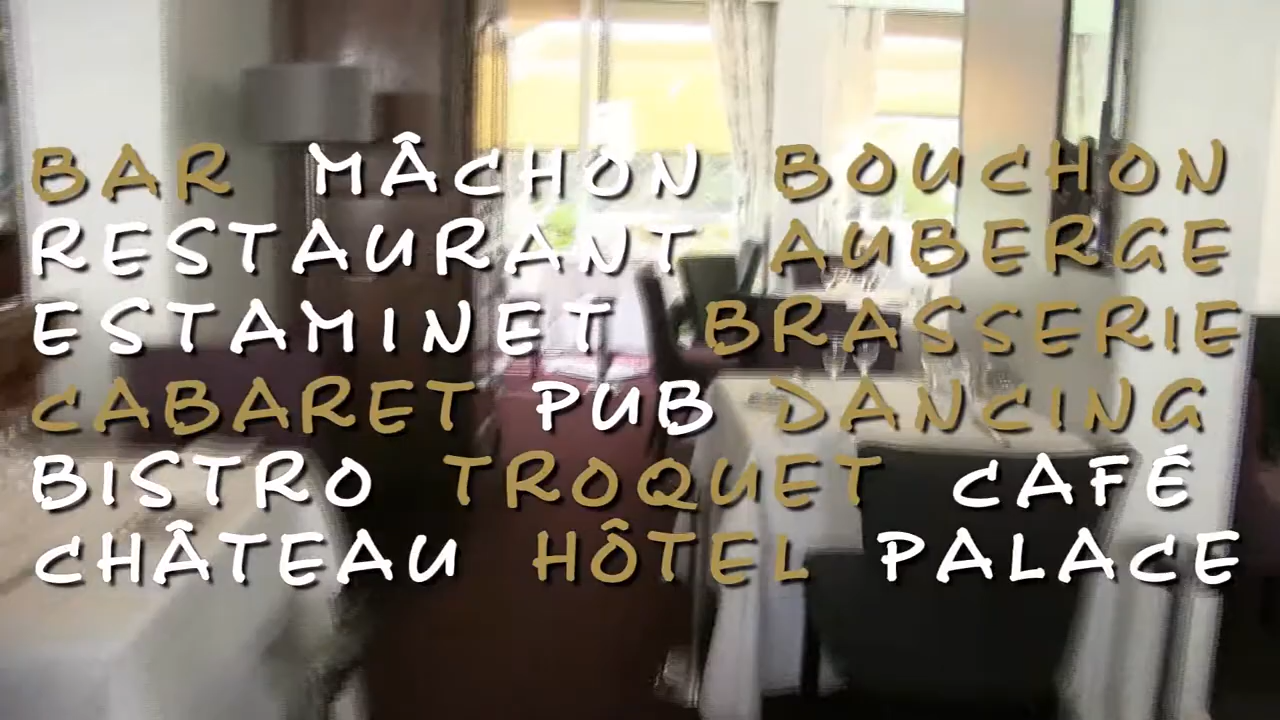 BAR MÂCHON BOUCHON
RESTAURANT AUBERGE
ESTAMINET BRASSERIE
CABARET PUB DANCING
BISTRO TROQUET CAFÉ
CHÂTEAU HÔTEL PALACE